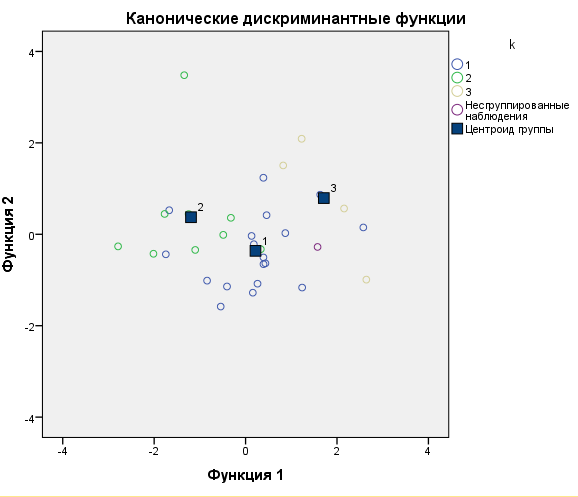 Канонические дискриминантные функции
k
1
2
3
Несгруппированные
наблюдения
Центроид группы
Функция 2
4
2
0
-2
-4
3
2
1
-4
-2
0
2
4
Функция 1